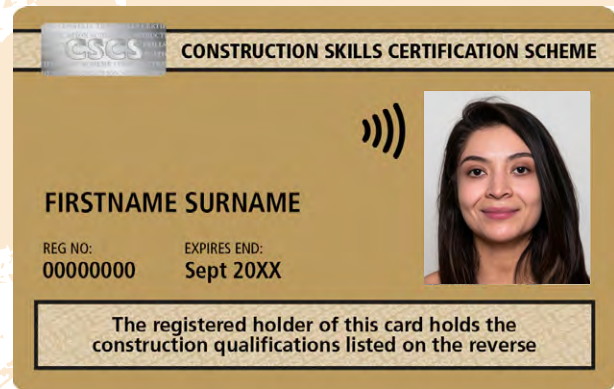 CSCS
CONSTRUCTION SKILLS CERTIFICATION SCHEME
FIRSTNAME SURNAME
REG NO:
EXPIRES END:
00000000
Sept 20XX
The registered holder of this card holds the
construction qualifications listed on the reverse